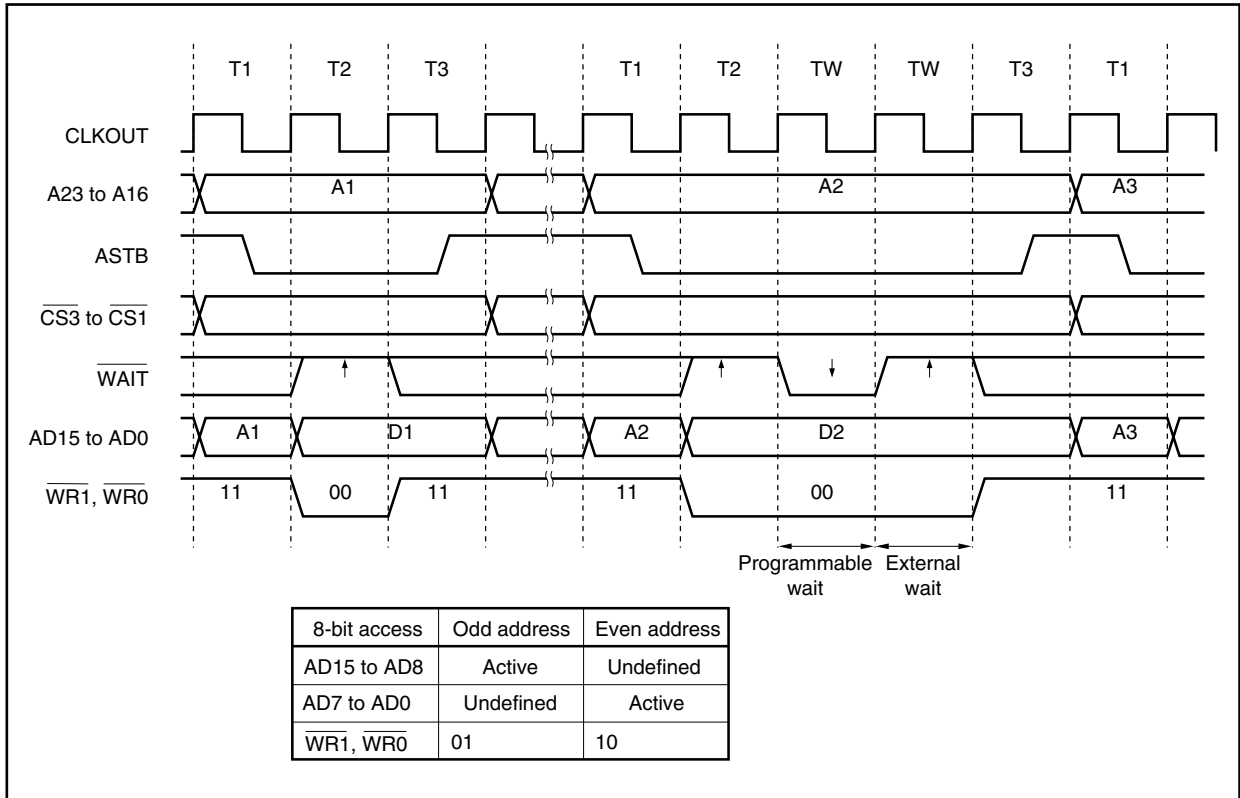 T1 T2 T3 T1 T2 TW TW T3 T1
CLKOUT
A23 to A16 A1 A2 A3
ASTB
CS3 to CS1
WAIT
AD15 to AD0 A1 D1 A2 D2 A3
WR1, WR0 11 00 11 11 00 11
Programmable wait External wait
8-bit access Odd address Even address
AD15 to AD8 Active Undefined
AD7 to AD0 Undefined Active
WR1, WR0 01 10